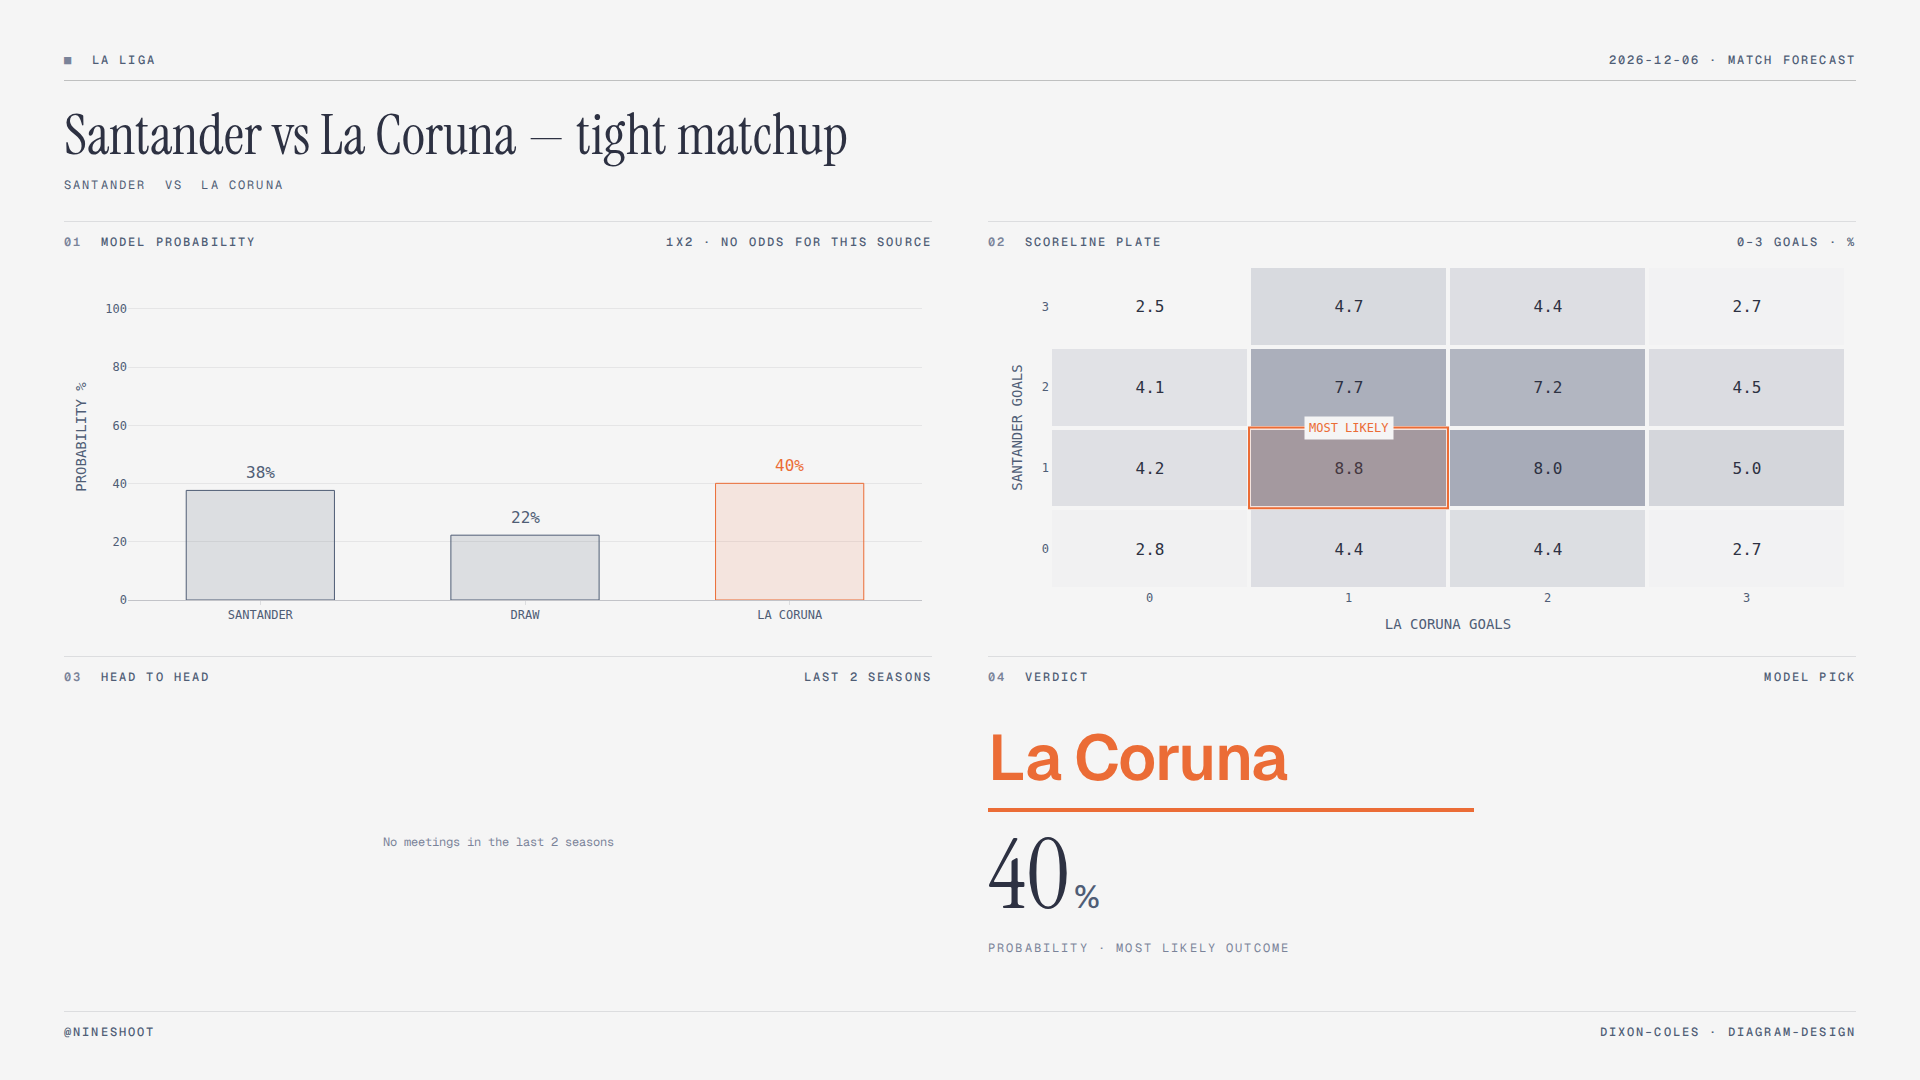 LA LIGA
2026-12-06 · MATCH FORECAST
Santander vs La Coruna — tight matchup
SANTANDER VS LA CORUNA
01 MODEL PROBABILITY
1X2 · NO ODDS FOR THIS SOURCE
PROBABILITY %
100
80
60
40
20
0
38%
22%
40%
SANTANDER
DRAW
LA CORUNA
02 SCORELINE PLATE
0–3 GOALS · %
SANTANDER GOALS
3 2.5 4.7 4.4 2.7
2 4.1 7.7 7.2 4.5
MOST LIKELY
1 4.2 8.8 8.0 5.0
0 2.8 4.4 4.4 2.7
0 1 2 3
LA CORUNA GOALS
03 HEAD TO HEAD
LAST 2 SEASONS
No meetings in the last 2 seasons
04 VERDICT
MODEL PICK
La Coruna
40%
PROBABILITY · MOST LIKELY OUTCOME
@NINESHOOT
DIXON-COLES · DIAGRAM-DESIGN